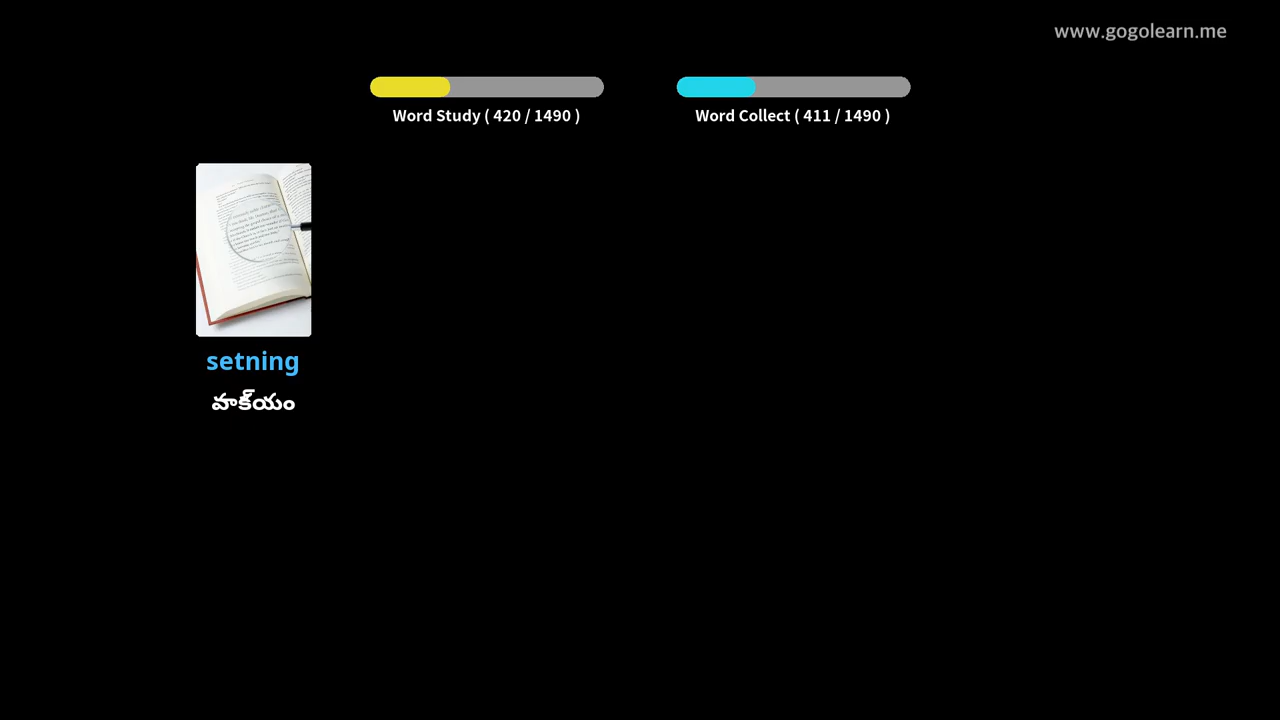 www.gogolearn.me
Word Study ( 420 / 1490 )
Word Collect ( 411 / 1490 )
setning
వాక్యం